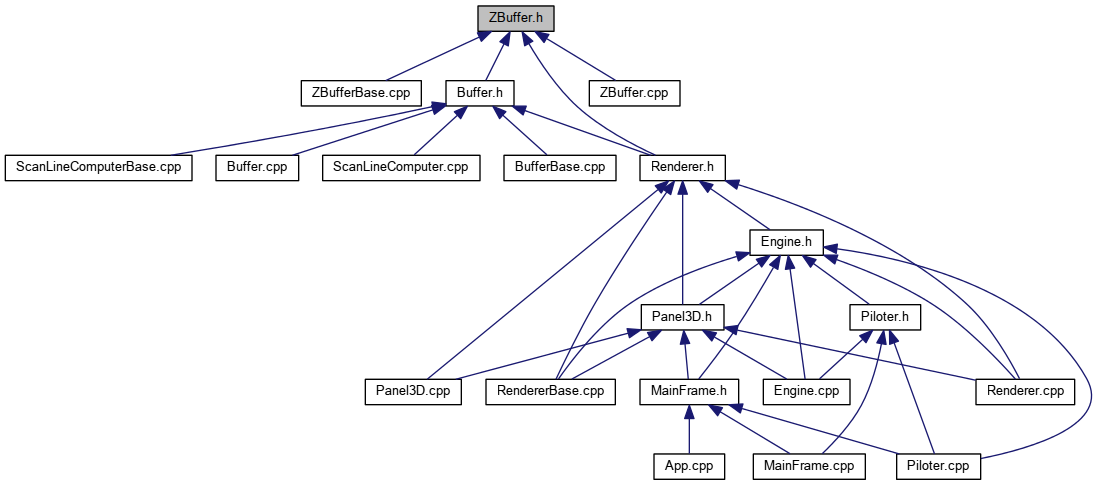 ZBuffer.h
ZBufferBase.cpp
Buffer.h
ZBuffer.cpp
ScanLineComputerBase.cpp
Buffer.cpp
ScanLineComputer.cpp
BufferBase.cpp
Renderer.h
Engine.h
Panel3D.h
Piloter.h
Panel3D.cpp
RendererBase.cpp
MainFrame.h
Engine.cpp
Renderer.cpp
App.cpp
MainFrame.cpp
Piloter.cpp